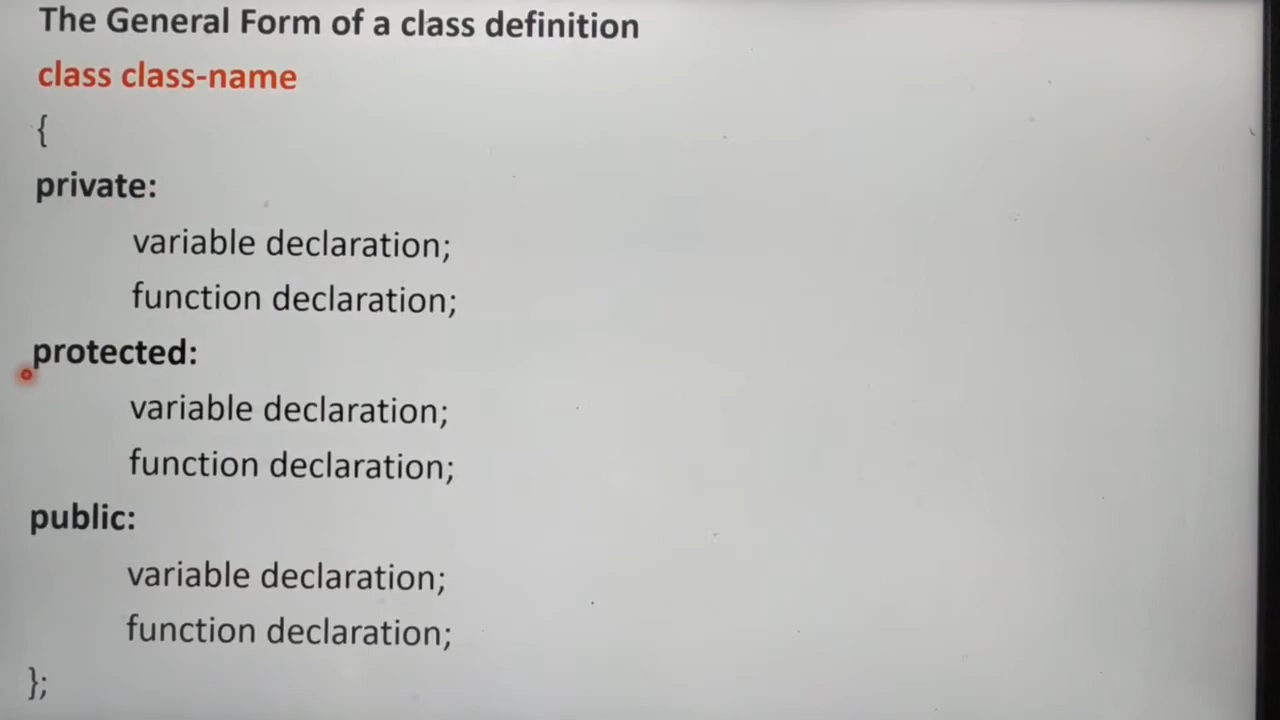 The General Form of a class definition
class class-name
{
private:
variable declaration;
function declaration;
protected:
variable declaration;
function declaration;
public:
variable declaration;
function declaration;
};